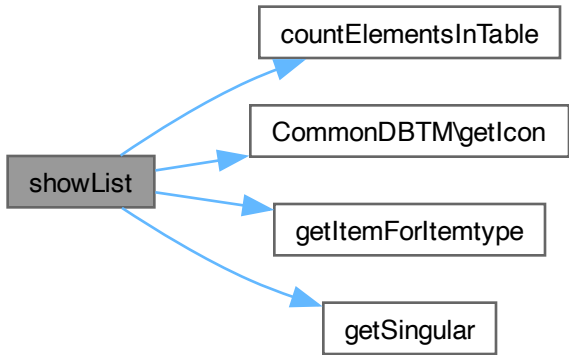 countElementsInTable
CommonDBTM\getIcon
showList
getItemForItemtype
getSingular